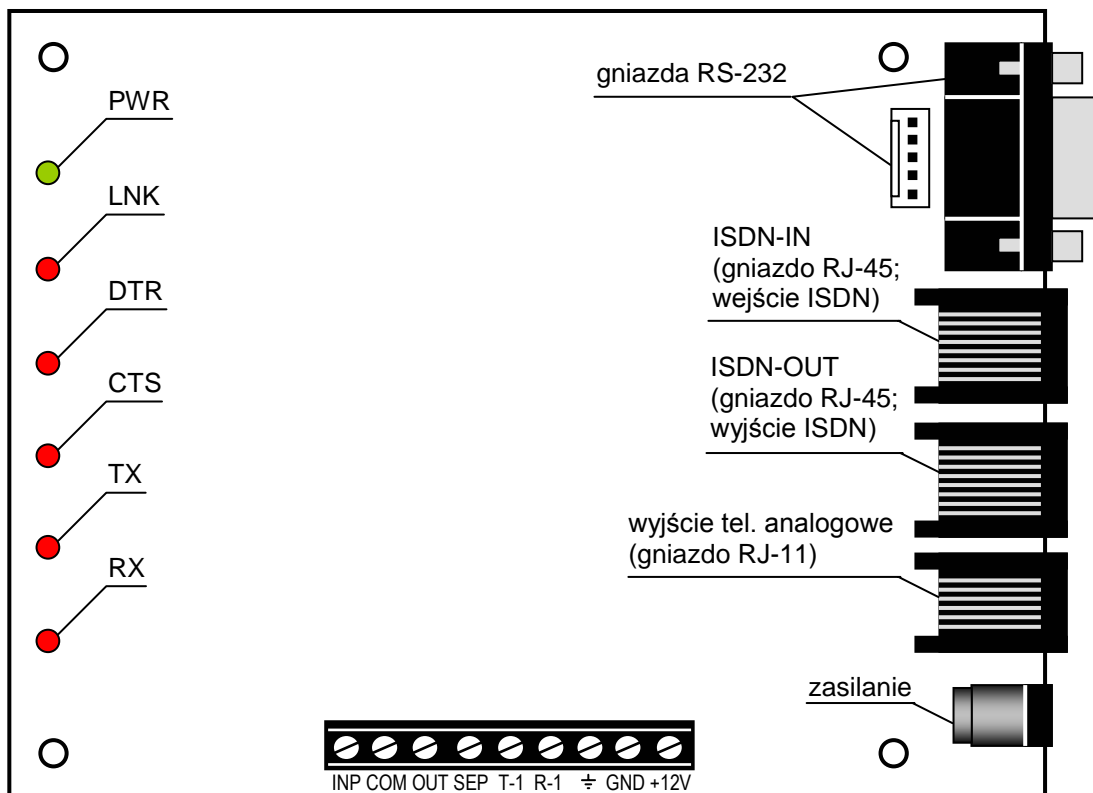 PWR
LNK
DTR
CTS
TX
RX
gniazda RS-232
ISDN-IN
(gniazdo RJ-45;
wejście ISDN)
ISDN-OUT
(gniazdo RJ-45;
wyjście ISDN)
wyjście tel. analogowe
(gniazdo RJ-11)
zasilanie
INP COM OUT SEP T-1 R-1 ⏚ GND +12V